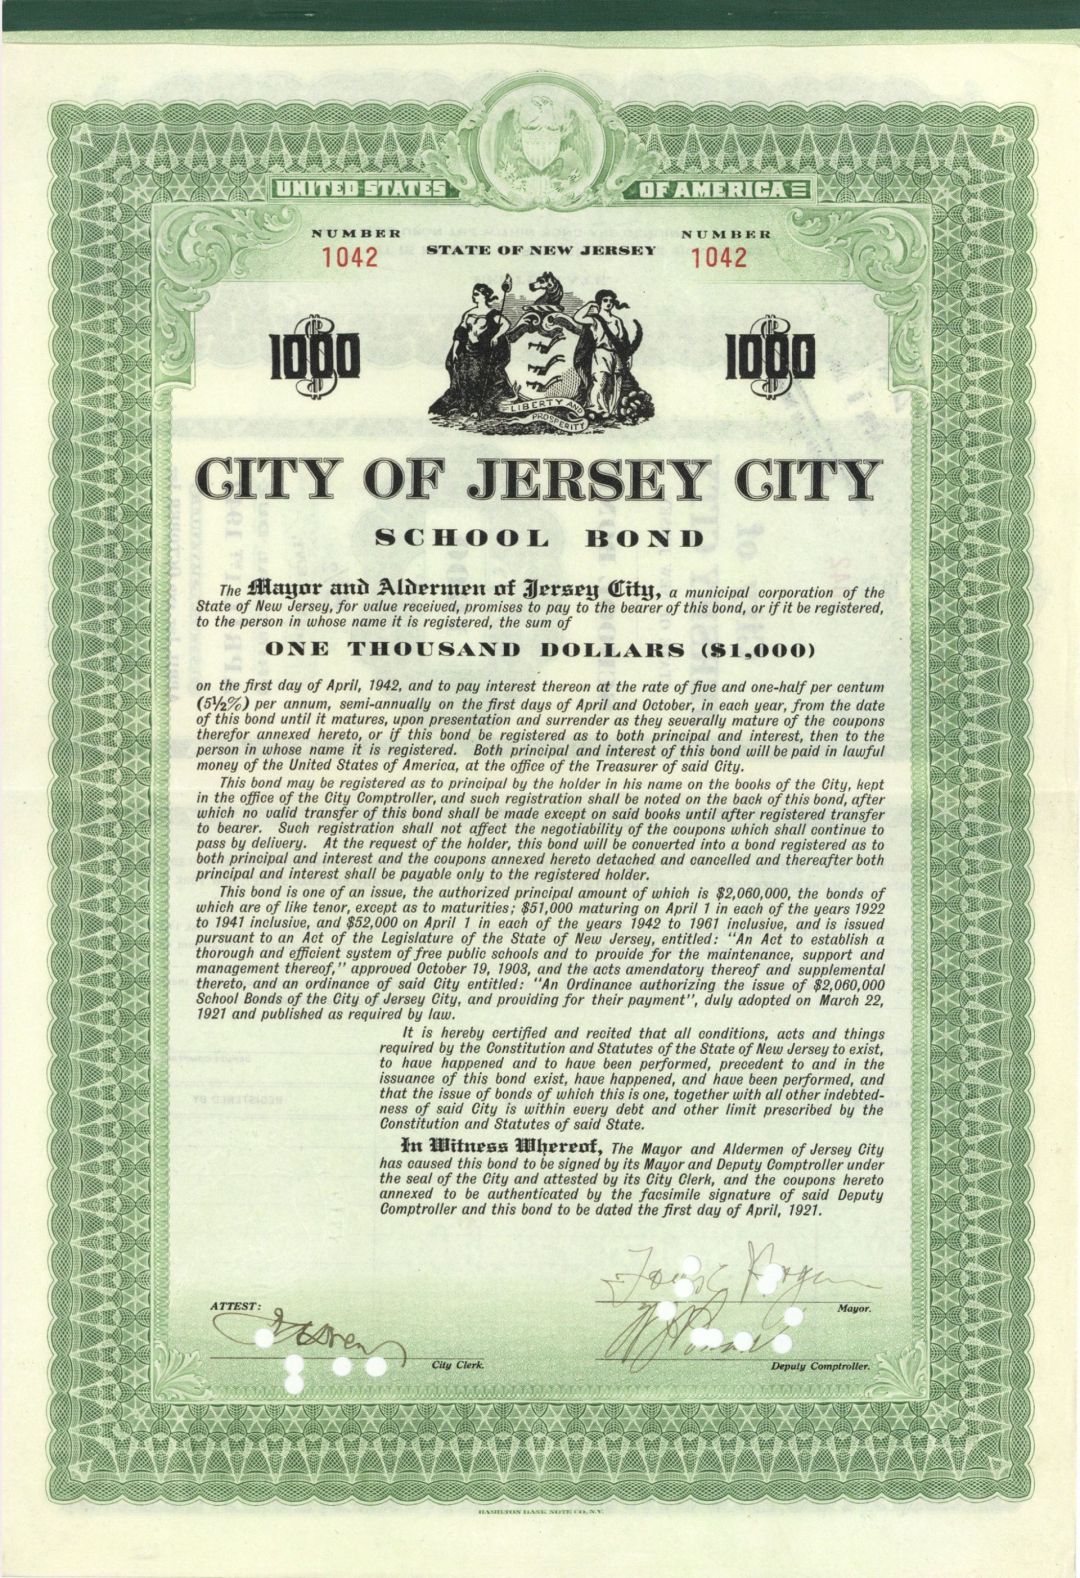 UNITED STATES OF AMERICA
NUMBER NUMBER
1042 STATE OF NEW JERSEY 1042
$1000 $1000
LIBERTY AND
PROSPERITY
CITY OF JERSEY CITY
SCHOOL BOND
The Mayor and Aldermen of Jersey City, a municipal corporation of the
State of New Jersey, for value received, promises to pay to the bearer of this bond, or if it be registered,
to the person in whose name it is registered, the sum of
ONE THOUSAND DOLLARS ($1,000)
on the first day of April, 1942, and to pay interest thereon at the rate of five and one-half per centum
(5½%) per annum, semi-annually on the first days of April and October, in each year, from the date
of this bond until it matures, upon presentation and surrender as they severally mature of the coupons
therefor annexed hereto, or if this bond be registered as to both principal and interest, then to the
person in whose name it is registered. Both principal and interest of this bond will be paid in lawful
money of the United States of America, at the office of the Treasurer of said City.
This bond may be registered as to principal by the holder in his name on the books of the City, kept
in the office of the City Comptroller, and such registration shall be noted on the back of this bond, after
which no valid transfer of this bond shall be made except on said books until after registered transfer
to bearer. Such registration shall not affect the negotiability of the coupons which shall continue to
pass by delivery. At the request of the holder, this bond will be converted into a bond registered as to
both principal and interest and the coupons annexed hereto detached and cancelled and thereafter both
principal and interest shall be payable only to the registered holder.
This bond is one of an issue, the authorized principal amount of which is $2,060,000, the bonds of
which are of like tenor, except as to maturities; $51,000 maturing on April 1 in each of the years 1922
to 1941 inclusive, and $52,000 on April 1 in each of the years 1942 to 1961 inclusive, and is issued
pursuant to an Act of the Legislature of the State of New Jersey, entitled: "An Act to establish a
thorough and efficient system of free public schools and to provide for the maintenance, support and
management thereof," approved October 19, 1903, and the acts amendatory thereof and supplemental
thereto, and an ordinance of said City entitled: "An Ordinance authorizing the issue of $2,060,000
School Bonds of the City of Jersey City, and providing for their payment", duly adopted on March 22,
1921 and published as required by law.
It is hereby certified and recited that all conditions, acts and things
required by the Constitution and Statutes of the State of New Jersey to exist,
to have happened and to have been performed, precedent to and in the
issuance of this bond exist, have happened, and have been performed, and
that the issue of bonds of which this is one, together with all other indebted-
ness of said City is within every debt and other limit prescribed by the
Constitution and Statutes of said State.
In Witness Whereof, The Mayor and Aldermen of Jersey City
has caused this bond to be signed by its Mayor and Deputy Comptroller under
the seal of the City and attested by its City Clerk, and the coupons hereto
annexed to be authenticated by the facsimile signature of said Deputy
Comptroller and this bond to be dated the first day of April, 1921.
ATTEST: Mayor.
City Clerk. Deputy Comptroller.
HAMILTON BANK NOTE CO., N.Y.